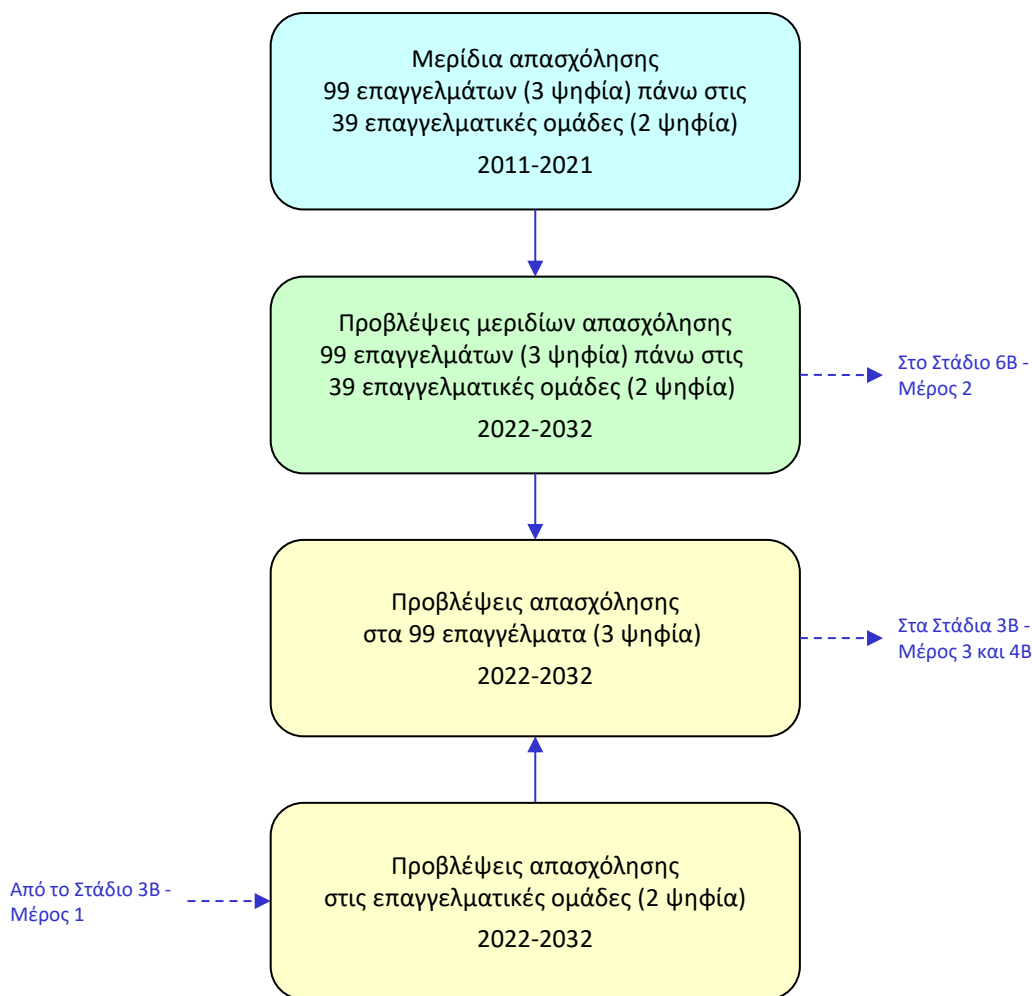 Μερίδια απασχόλησης
99 επαγγελμάτων (3 ψηφία) πάνω στις
39 επαγγελματικές ομάδες (2 ψηφία)
2011-2021
Προβλέψεις μεριδίων απασχόλησης
99 επαγγελμάτων (3 ψηφία) πάνω στις
39 επαγγελματικές ομάδες (2 ψηφία)
2022-2032
Στο Στάδιο 6Β -
Μέρος 2
Προβλέψεις απασχόλησης
στα 99 επαγγέλματα (3 ψηφία)
2022-2032
Στα Στάδια 3Β -
Μέρος 3 και 4Β
Προβλέψεις απασχόλησης
στις επαγγελματικές ομάδες (2 ψηφία)
2022-2032
Από το Στάδιο 3Β -
Μέρος 1